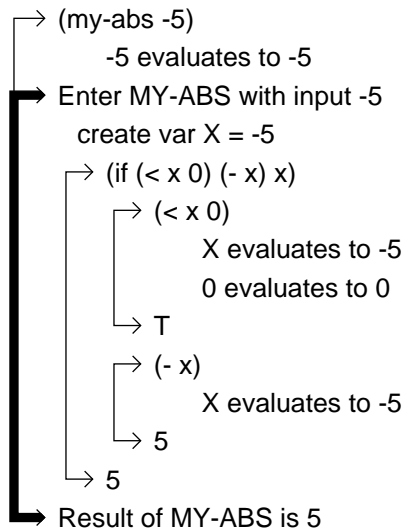 (my-abs -5)
-5 evaluates to -5
Enter MY-ABS with input -5
create var X = -5
(if (< x 0) (- x) x)
(< x 0)
X evaluates to -5
0 evaluates to 0
T
(- x)
X evaluates to -5
5
5
Result of MY-ABS is 5